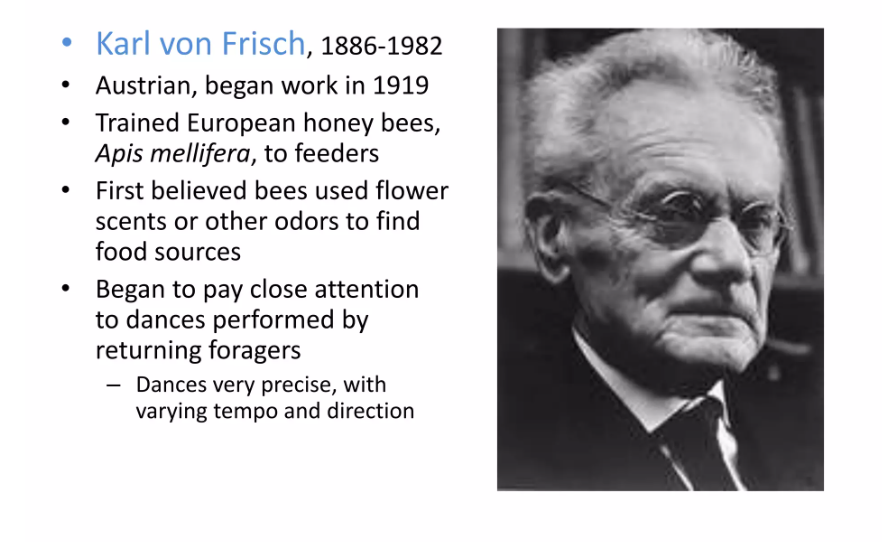 • Karl von Frisch, 1886-1982
• Austrian, began work in 1919
• Trained European honey bees,
Apis mellifera, to feeders
• First believed bees used flower
scents or other odors to find
food sources
• Began to pay close attention
to dances performed by
returning foragers
– Dances very precise, with
varying tempo and direction